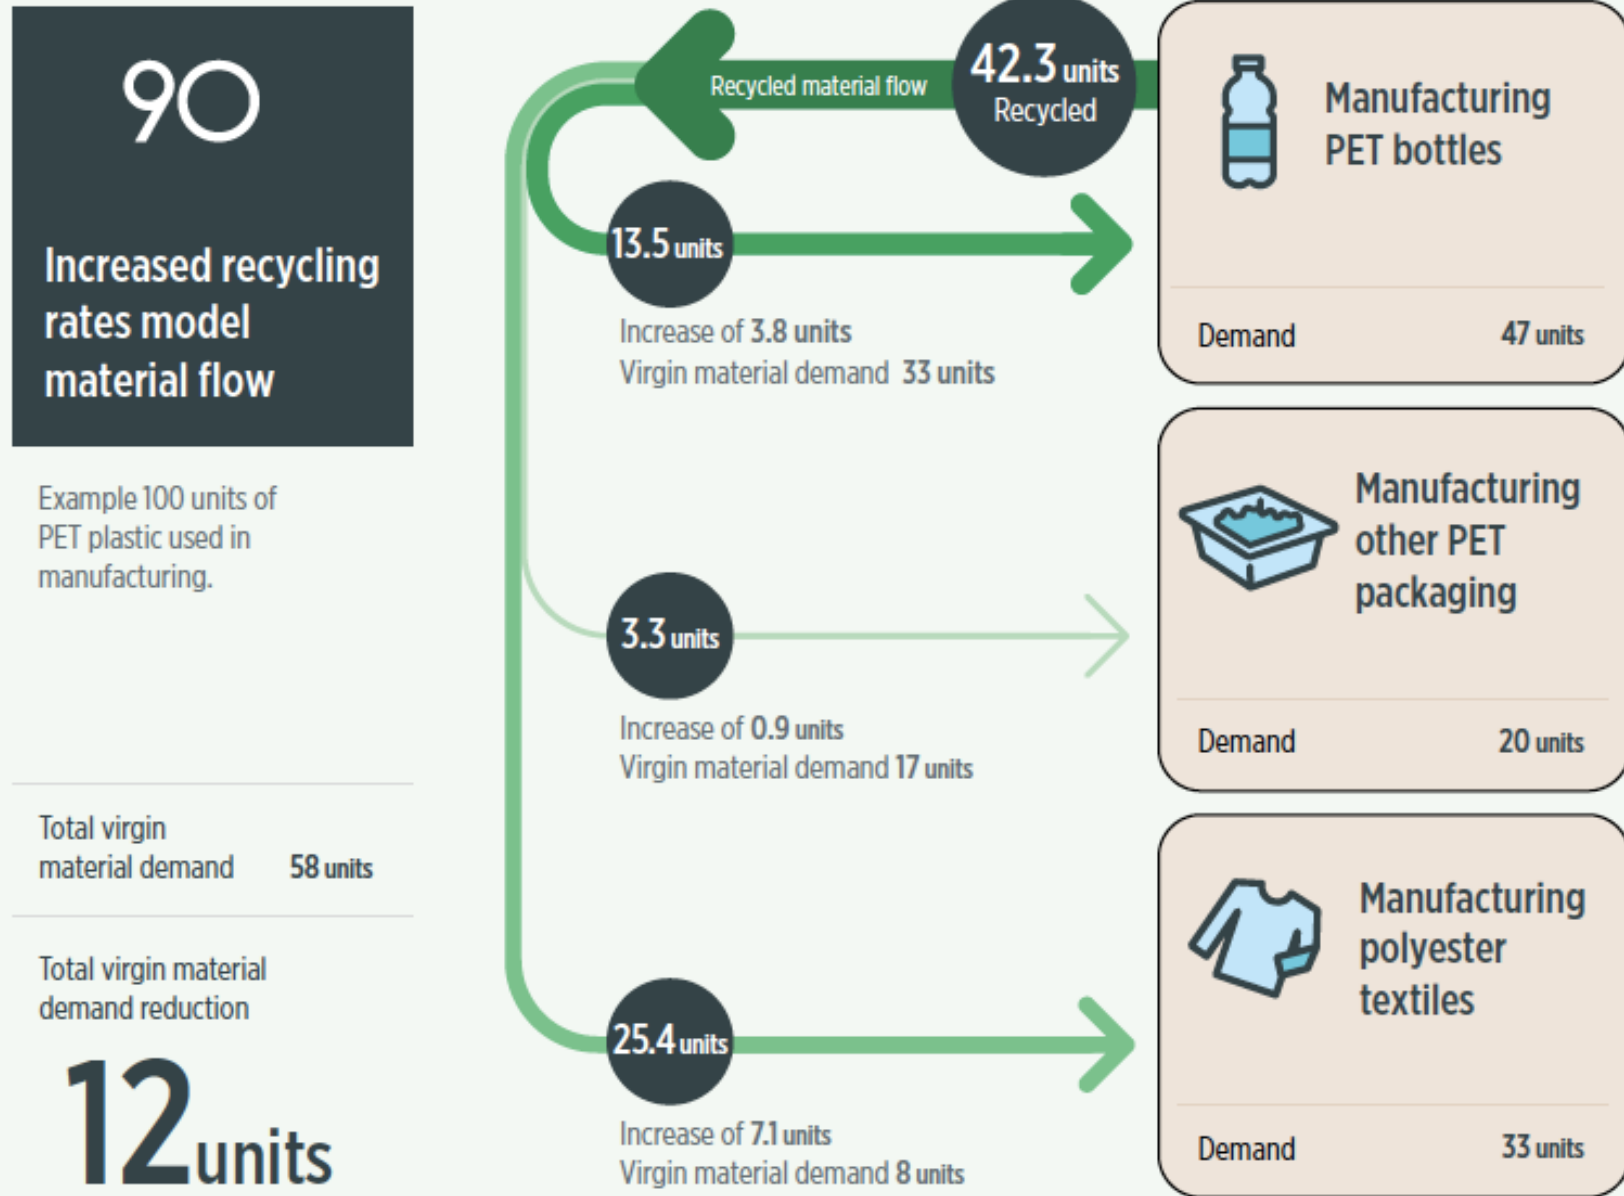 90
Increased recycling
rates model
material flow
Example 100 units of
PET plastic used in
manufacturing.
Total virgin
material demand 58 units
Total virgin material
demand reduction
12 units
Recycled material flow
42.3 units
Recycled
13.5 units
Increase of 3.8 units
Virgin material demand 33 units
3.3 units
Increase of 0.9 units
Virgin material demand 17 units
25.4 units
Increase of 7.1 units
Virgin material demand 8 units
Manufacturing
PET bottles
Demand 47 units
Manufacturing
other PET
packaging
Demand 20 units
Manufacturing
polyester
textiles
Demand 33 units